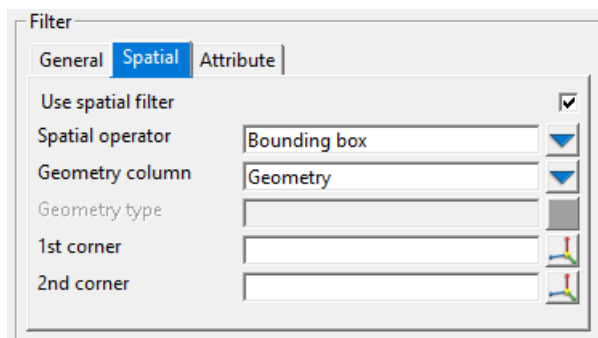 Filter
General Spatial Attribute
Use spatial filter
Spatial operator Bounding box
Geometry column Geometry
Geometry type
1st corner
2nd corner